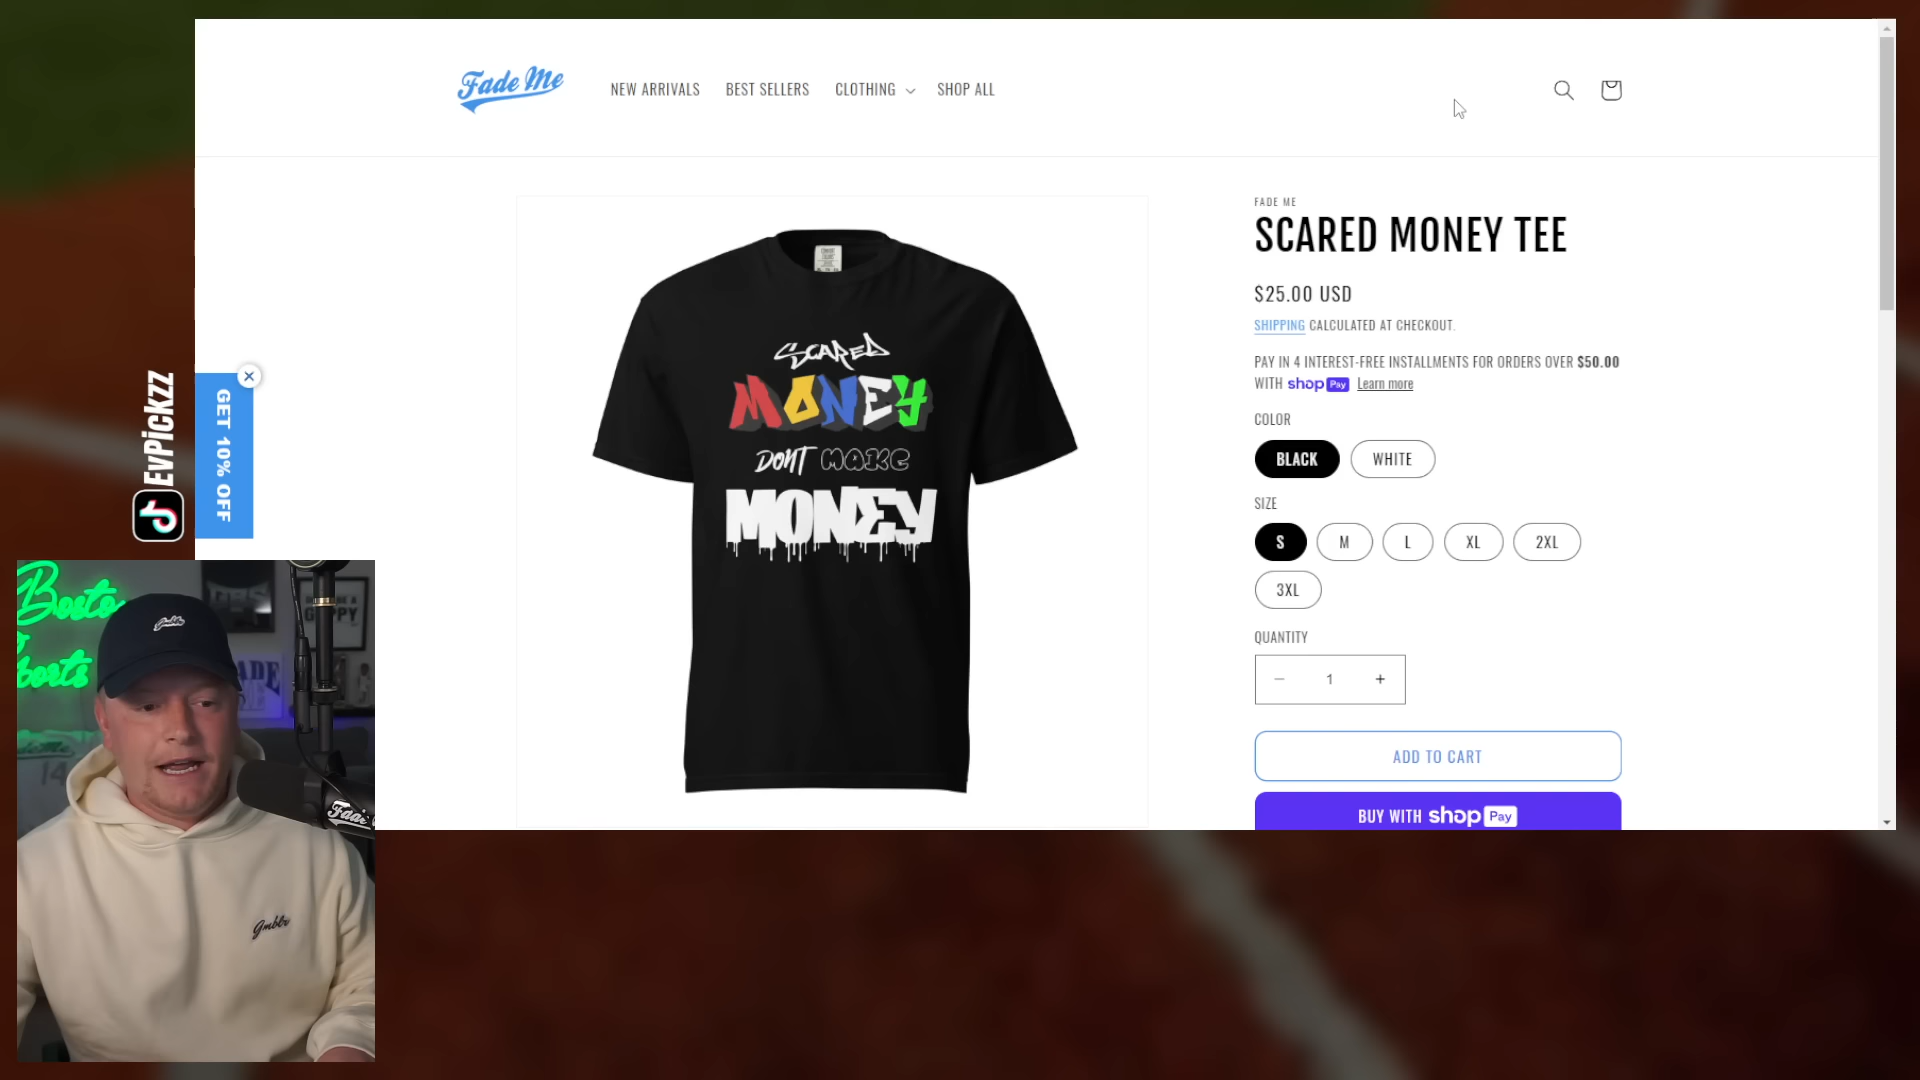 Fade Me
NEW ARRIVALS
BEST SELLERS
CLOTHING
SHOP ALL
FADE ME
SCARED MONEY TEE
$25.00 USD
SHIPPING CALCULATED AT CHECKOUT.
PAY IN 4 INTEREST-FREE INSTALLMENTS FOR ORDERS OVER $50.00
WITH shop Pay Learn more
COLOR
BLACK
WHITE
SIZE
S
M
L
XL
2XL
3XL
QUANTITY
− 1 +
ADD TO CART
BUY WITH shop Pay
SCARED
MONEY
DONT MAKE
MONEY
GET 10% OFF
EvPickzz
Gmblr